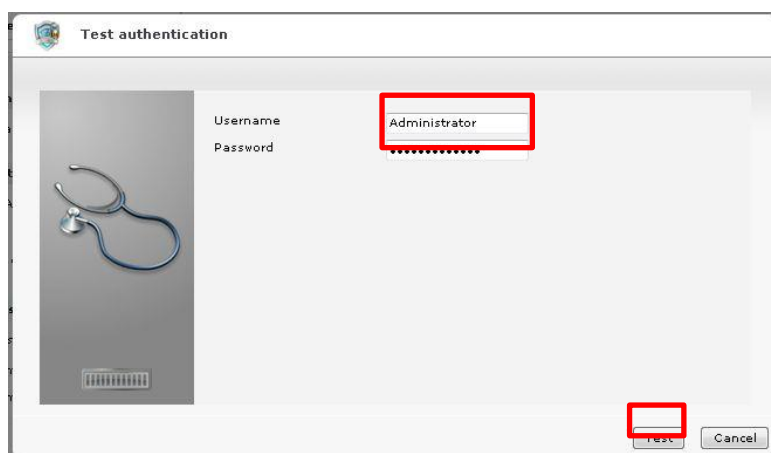 Test authentication
Username
Administrator
Password
•••••••••••••
Test
Cancel